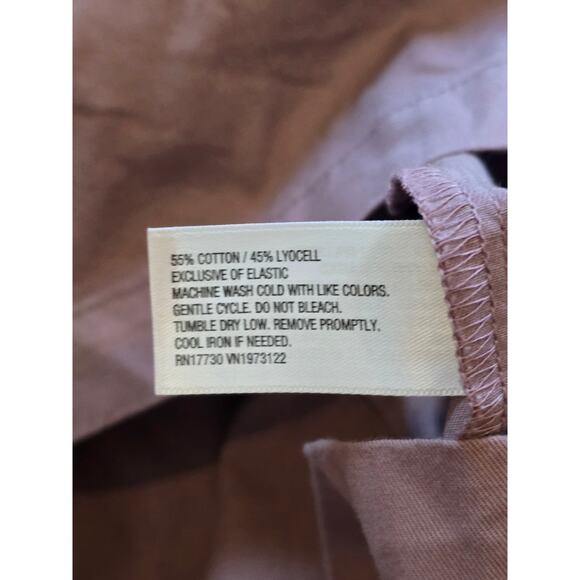 55% COTTON / 45% LYOCELL
EXCLUSIVE OF ELASTIC
MACHINE WASH COLD WITH LIKE COLORS.
GENTLE CYCLE. DO NOT BLEACH.
TUMBLE DRY LOW. REMOVE PROMPTLY.
COOL IRON IF NEEDED.
RN17730 VN1973122